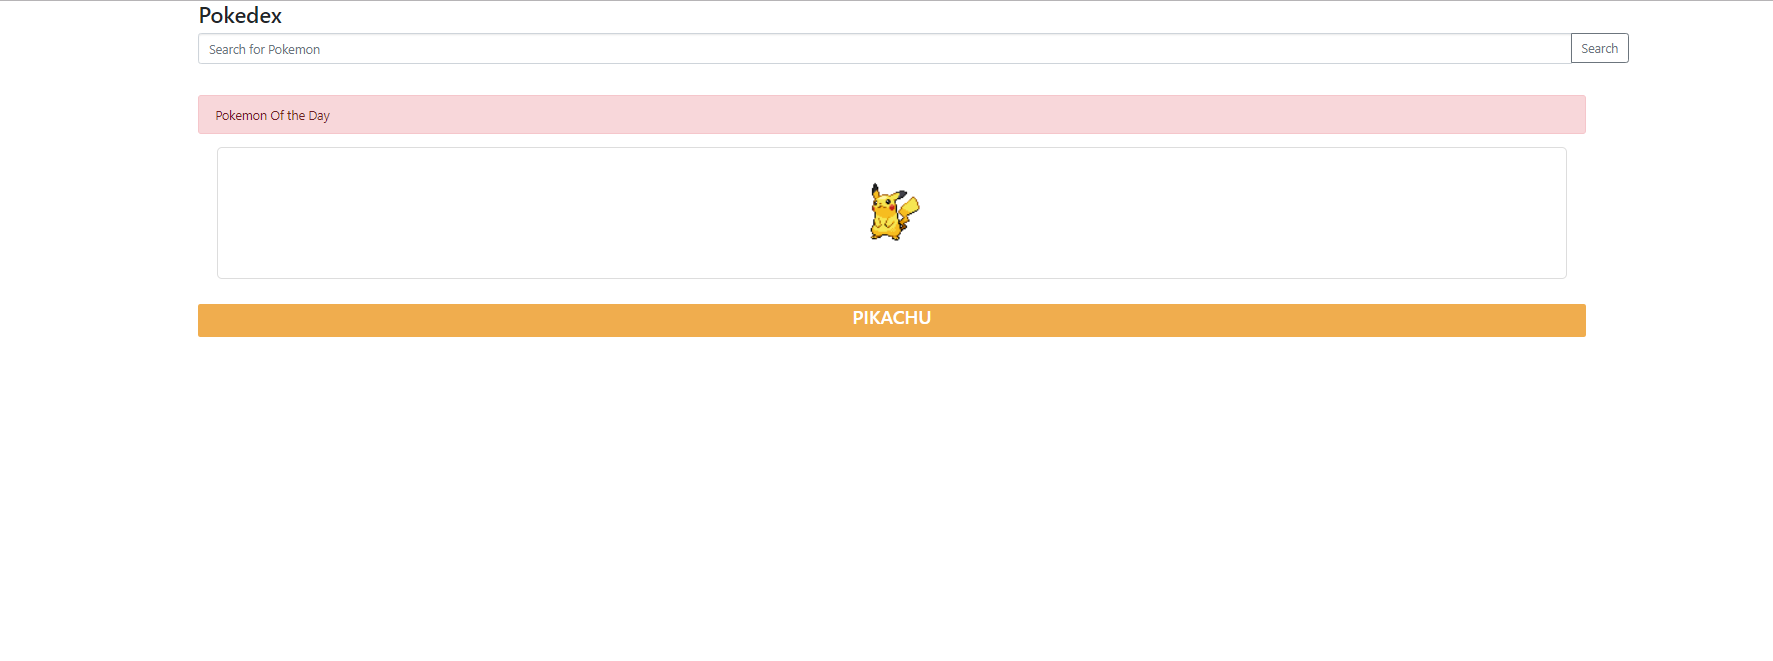 Pokedex
Search for Pokemon
Search
Pokemon Of the Day
PIKACHU